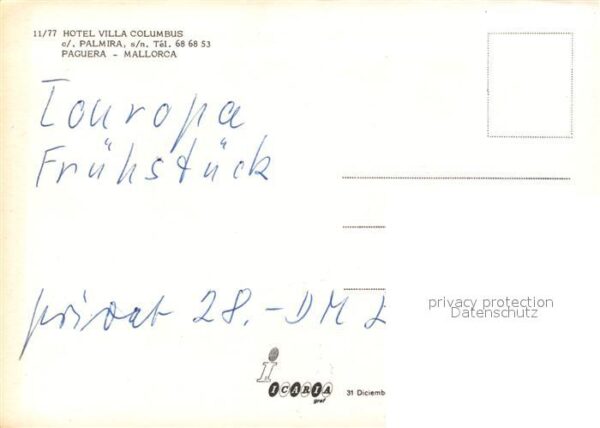 11/77 HOTEL VILLA COLUMBUS
c/. PALMIRA, s/n. Tél. 68 68 53
PAGUERA - MALLORCA
Touropa
Frühstück
privat 28.- DM
privacy protection
Datenschutz
i
ICARIA
graf
31 Diciemb